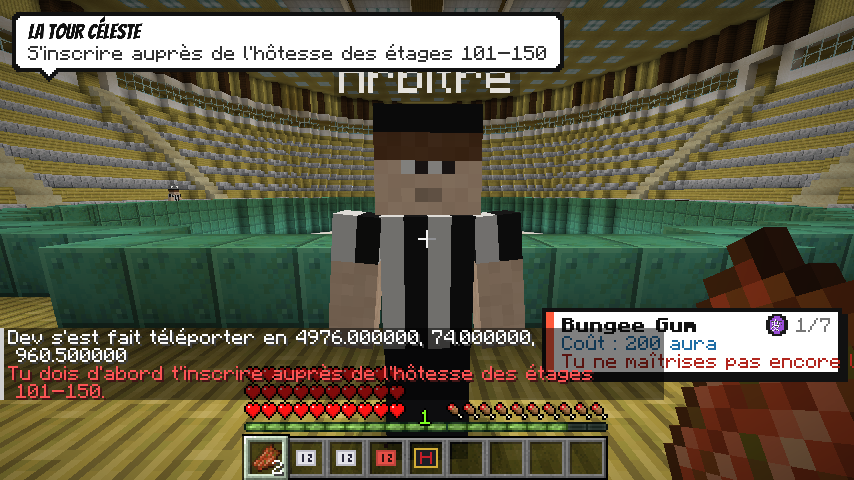 LA TOUR CÉLESTE
S'inscrire auprès de l'hôtesse des étages 101-150
Arbitre
Bungee Gum 1/7
Coût : 200 aura
Tu ne maîtrises pas encore
Dev s'est fait téléporter en 4976.000000, 74.000000,
960.500000
Tu dois d'abord t'inscrire auprès de l'hôtesse des étages
101-150.
1
2 12 12 12 H